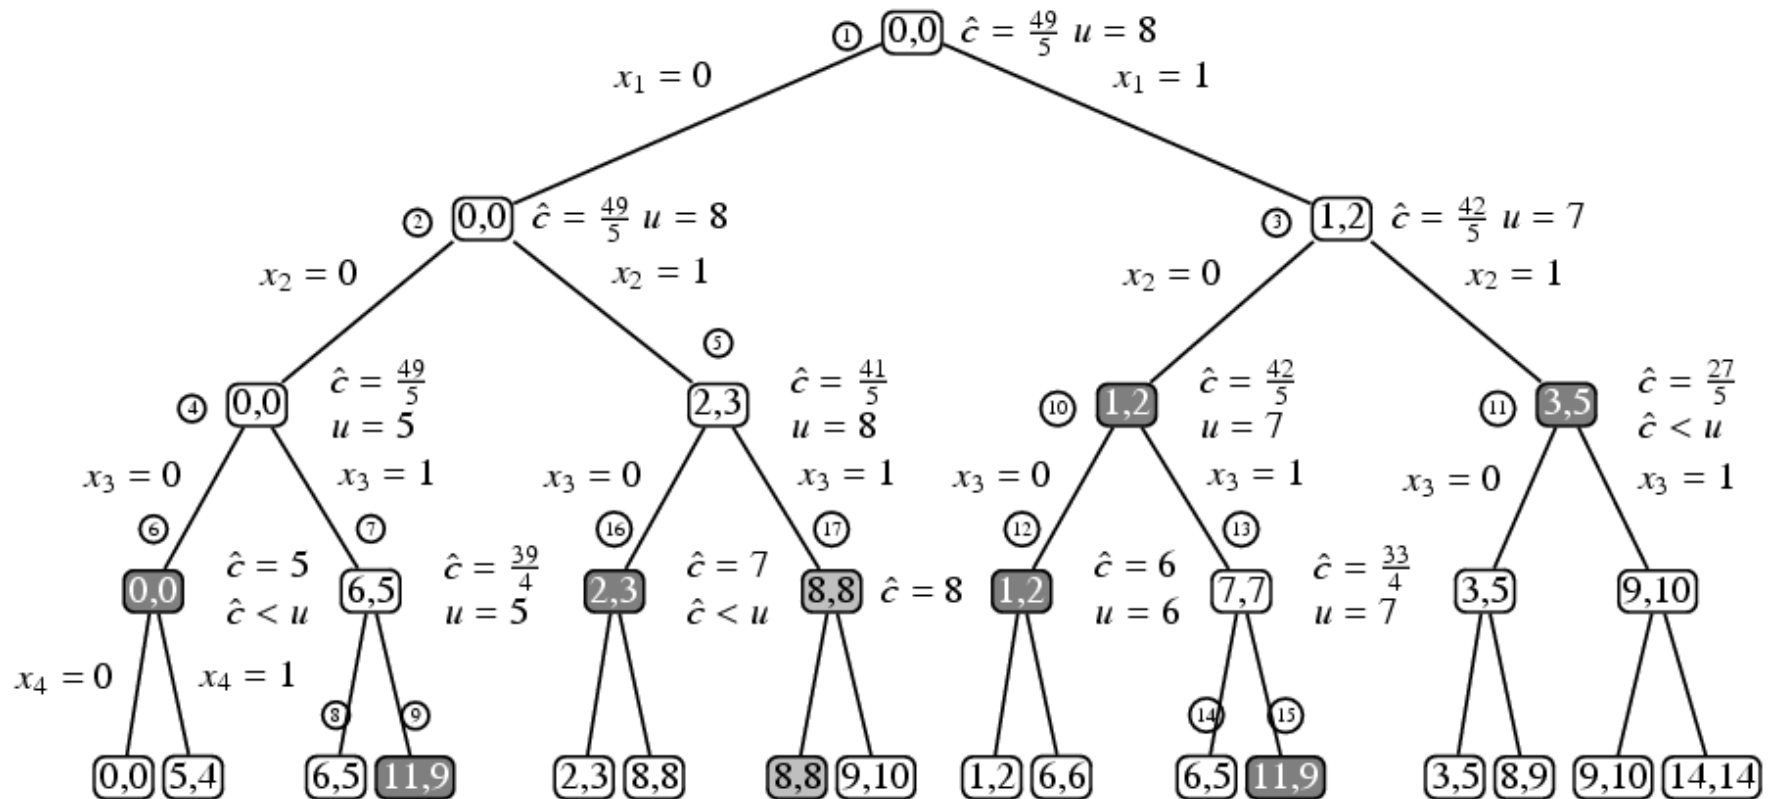 ① 0,0 ĉ = 49/5 u = 8
x₁ = 0 x₁ = 1
② 0,0 ĉ = 49/5 u = 8 ③ 1,2 ĉ = 42/5 u = 7
x₂ = 0 x₂ = 1 x₂ = 0 x₂ = 1
⑤
ĉ = 49/5 ĉ = 41/5 ĉ = 42/5 ĉ = 27/5
④ 0,0 2,3 ⑩ 1,2 ⑪ 3,5
u = 5 u = 8 u = 7 ĉ < u
x₃ = 0 x₃ = 1 x₃ = 0 x₃ = 1 x₃ = 0 x₃ = 1 x₃ = 0 x₃ = 1
⑥ ⑦ ⑯ ⑰ ⑫ ⑬
ĉ = 5 ĉ = 39/4 ĉ = 7 ĉ = 6 ĉ = 33/4
0,0 6,5 2,3 8,8 ĉ = 8 1,2 7,7 3,5 9,10
ĉ < u u = 5 ĉ < u u = 6 u = 7
x₄ = 0 x₄ = 1
⑧ ⑨ ⑭ ⑮
0,0 5,4 6,5 11,9 2,3 8,8 8,8 9,10 1,2 6,6 6,5 11,9 3,5 8,9 9,10 14,14